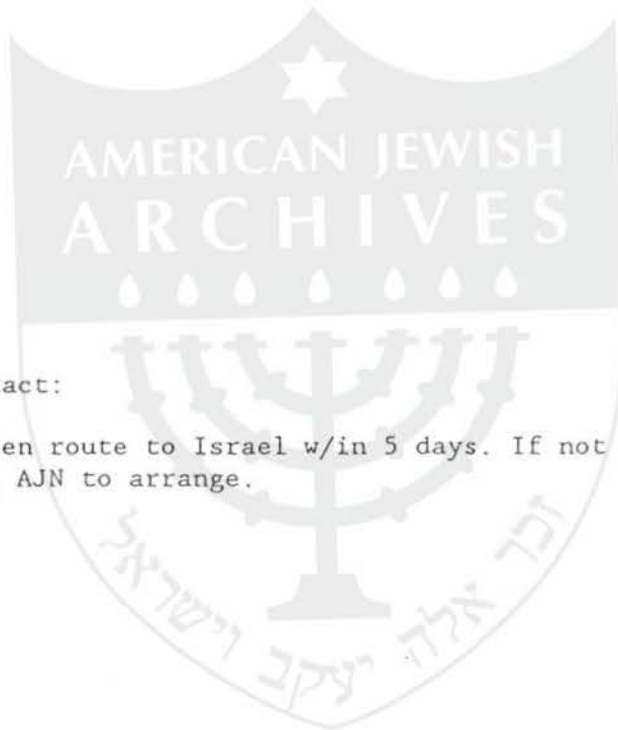 AMERICAN JEWISH
ARCHIVES
act:
en route to Israel w/in 5 days. If not
AJN to arrange.
זכר אלה יעקב וישראל